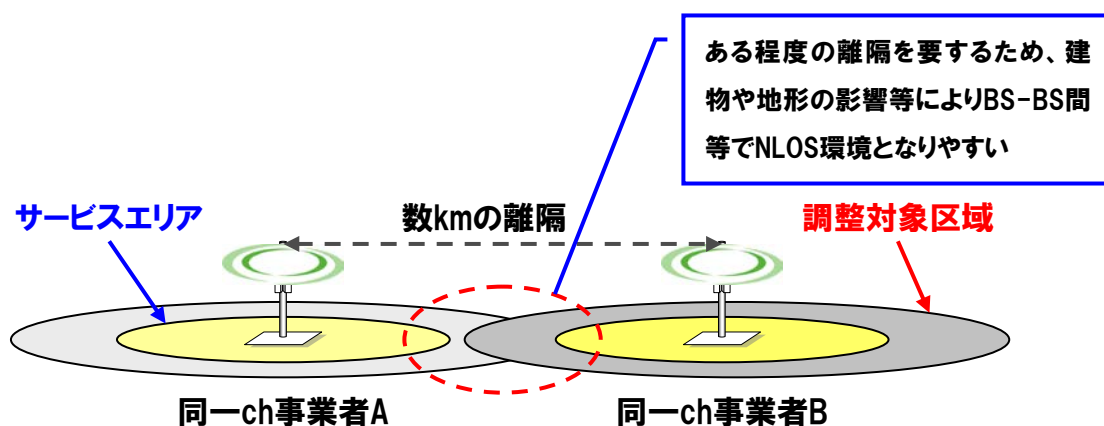 ある程度の離隔を要するため、建
物や地形の影響等によりBS-BS間
等でNLOS環境となりやすい
サービスエリア
数kmの離隔
調整対象区域
同一ch事業者A
同一ch事業者B